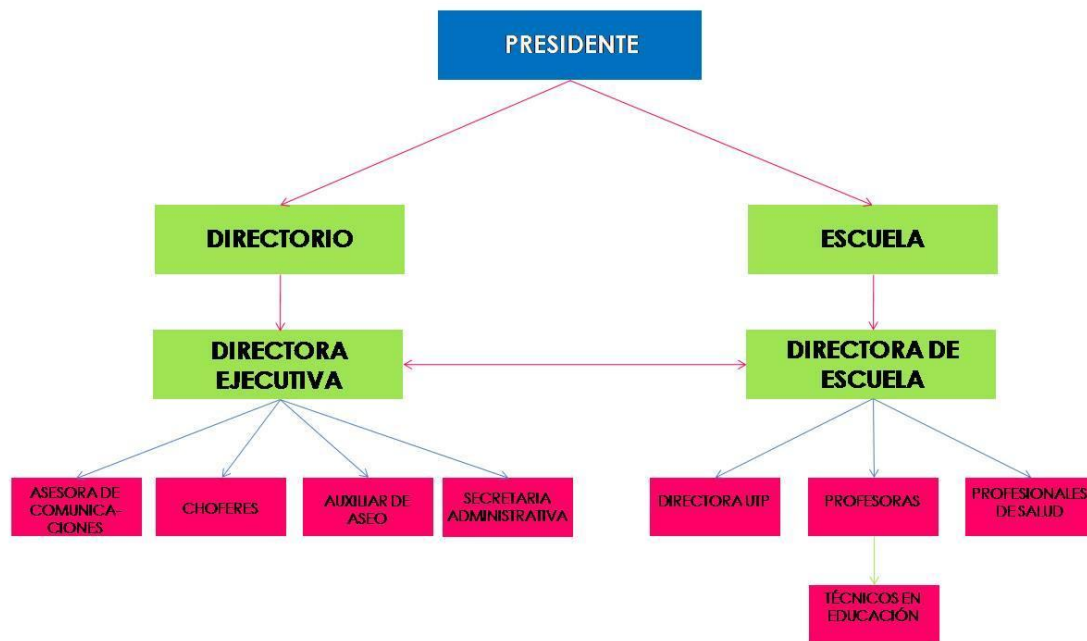 PRESIDENTE
DIRECTORIO
ESCUELA
DIRECTORA
EJECUTIVA
DIRECTORA DE
ESCUELA
ASESORA DE
COMUNICA-
CIONES
CHOFERES
AUXILIAR DE
ASEO
SECRETARIA
ADMINISTRATIVA
DIRECTORA UTP
PROFESORAS
PROFESIONALES
DE SALUD
TÉCNICOS EN
EDUCACIÓN